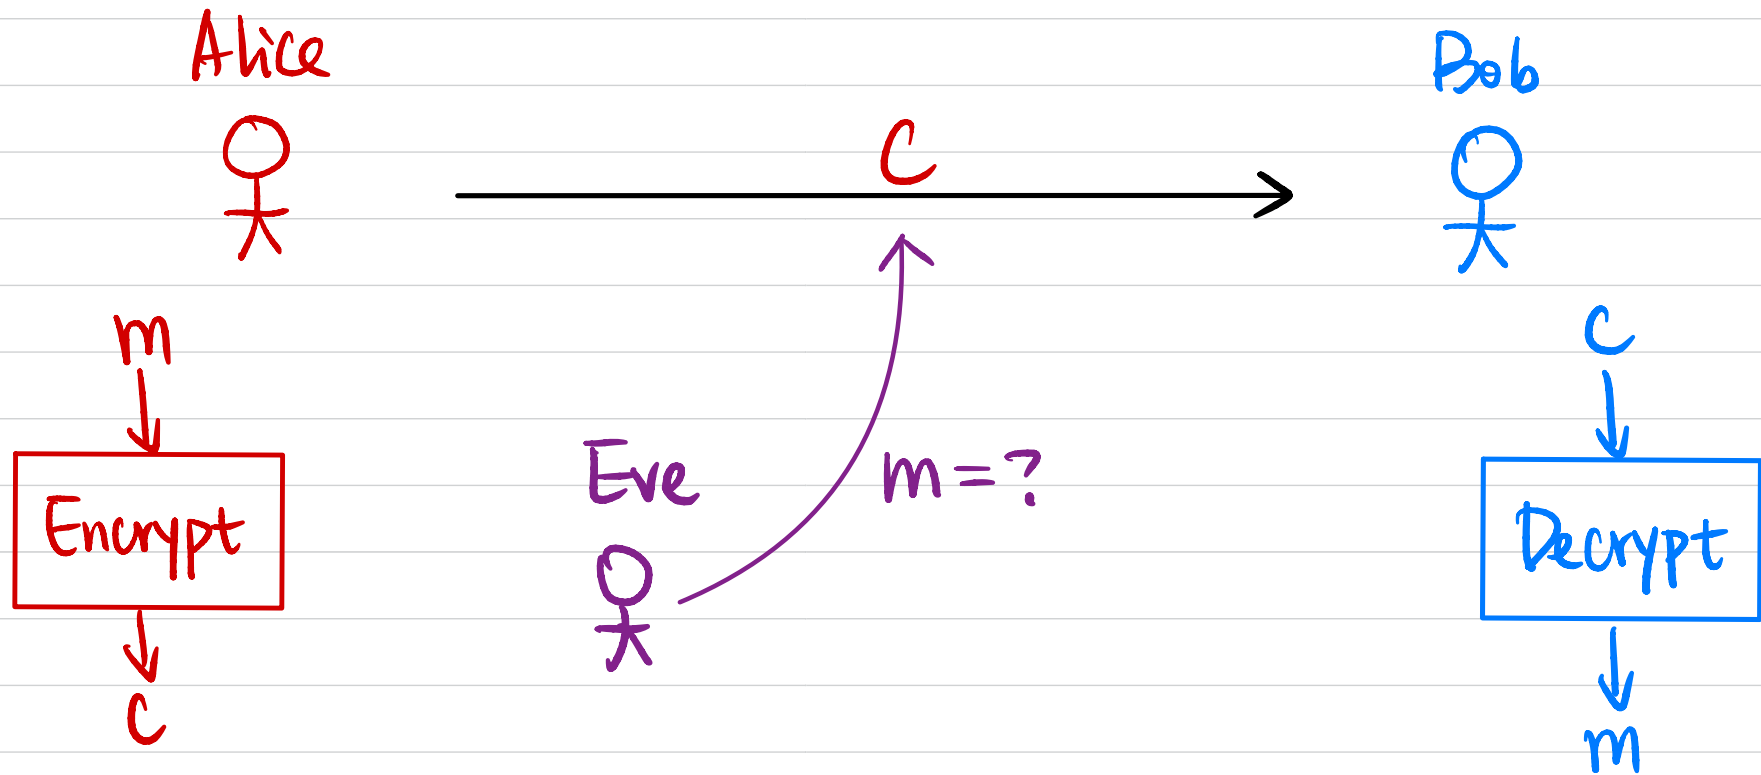 Alice
Bob
C
m
C
Eve
m = ?
Encrypt
Decrypt
C
m